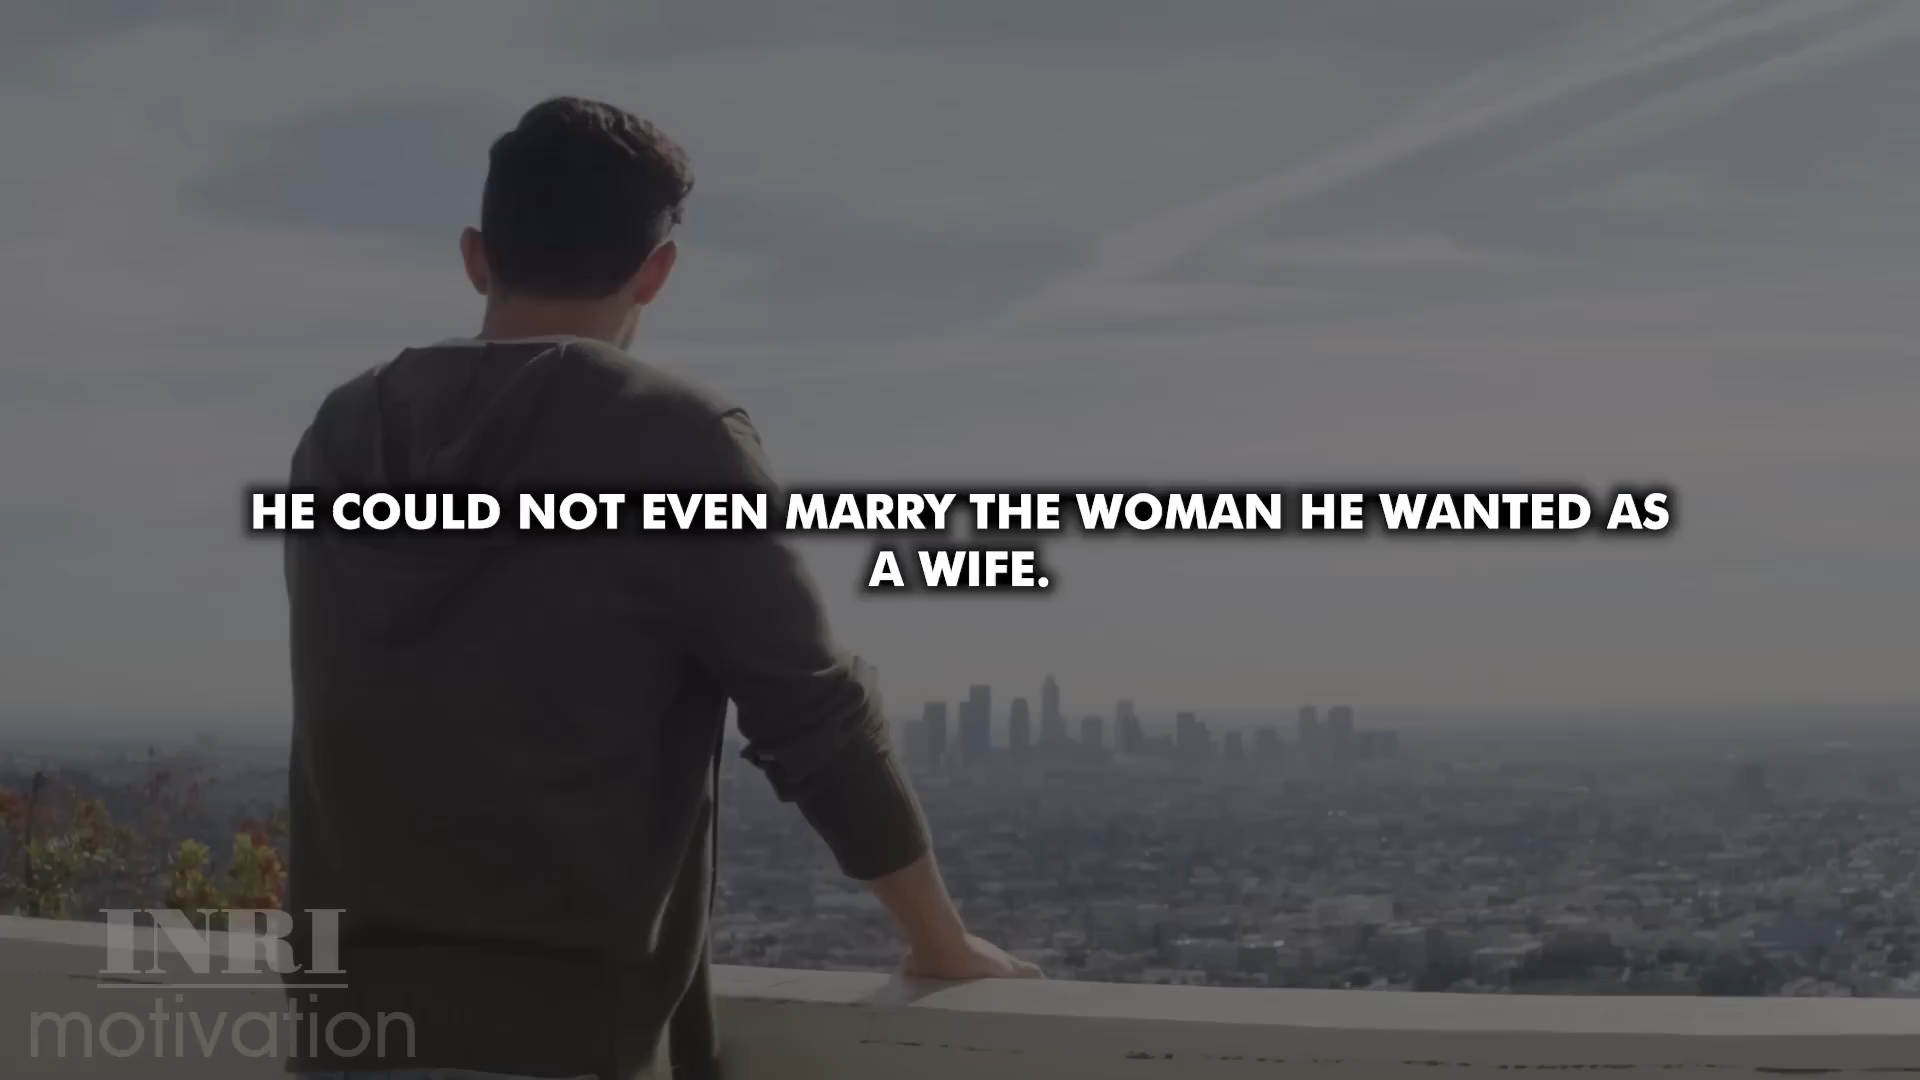 HE COULD NOT EVEN MARRY THE WOMAN HE WANTED AS
A WIFE.
INRI
motivation